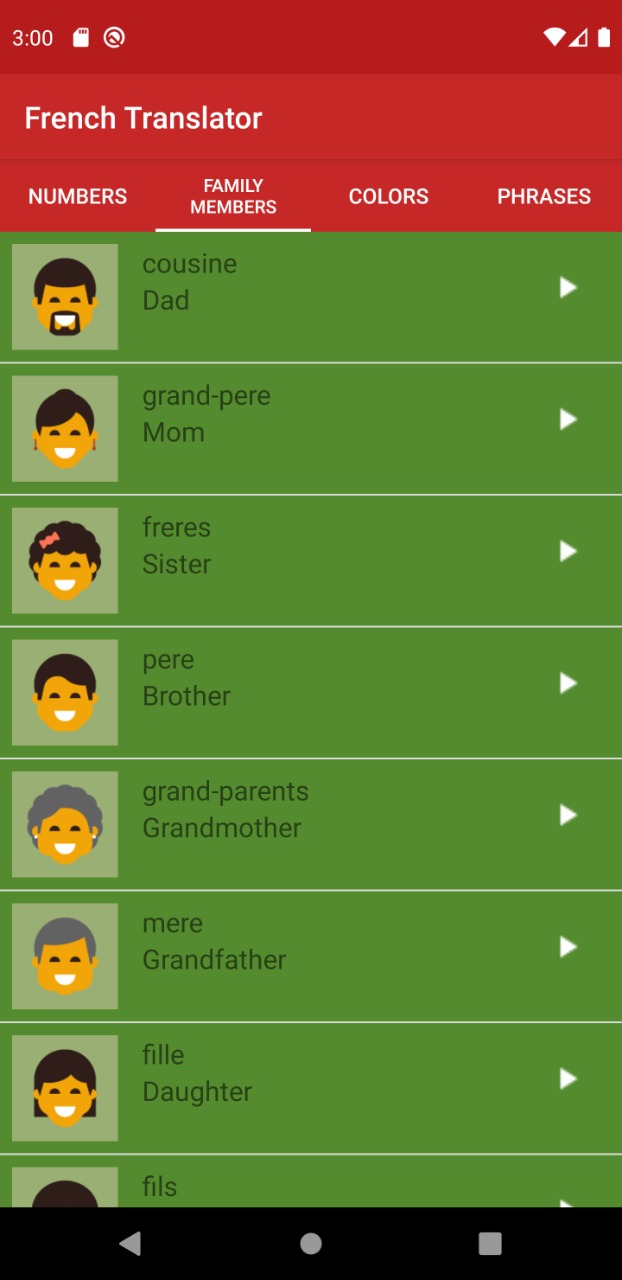 3:00
French Translator
NUMBERS
FAMILY
MEMBERS
COLORS
PHRASES
cousine
Dad
grand-pere
Mom
freres
Sister
pere
Brother
grand-parents
Grandmother
mere
Grandfather
fille
Daughter
fils